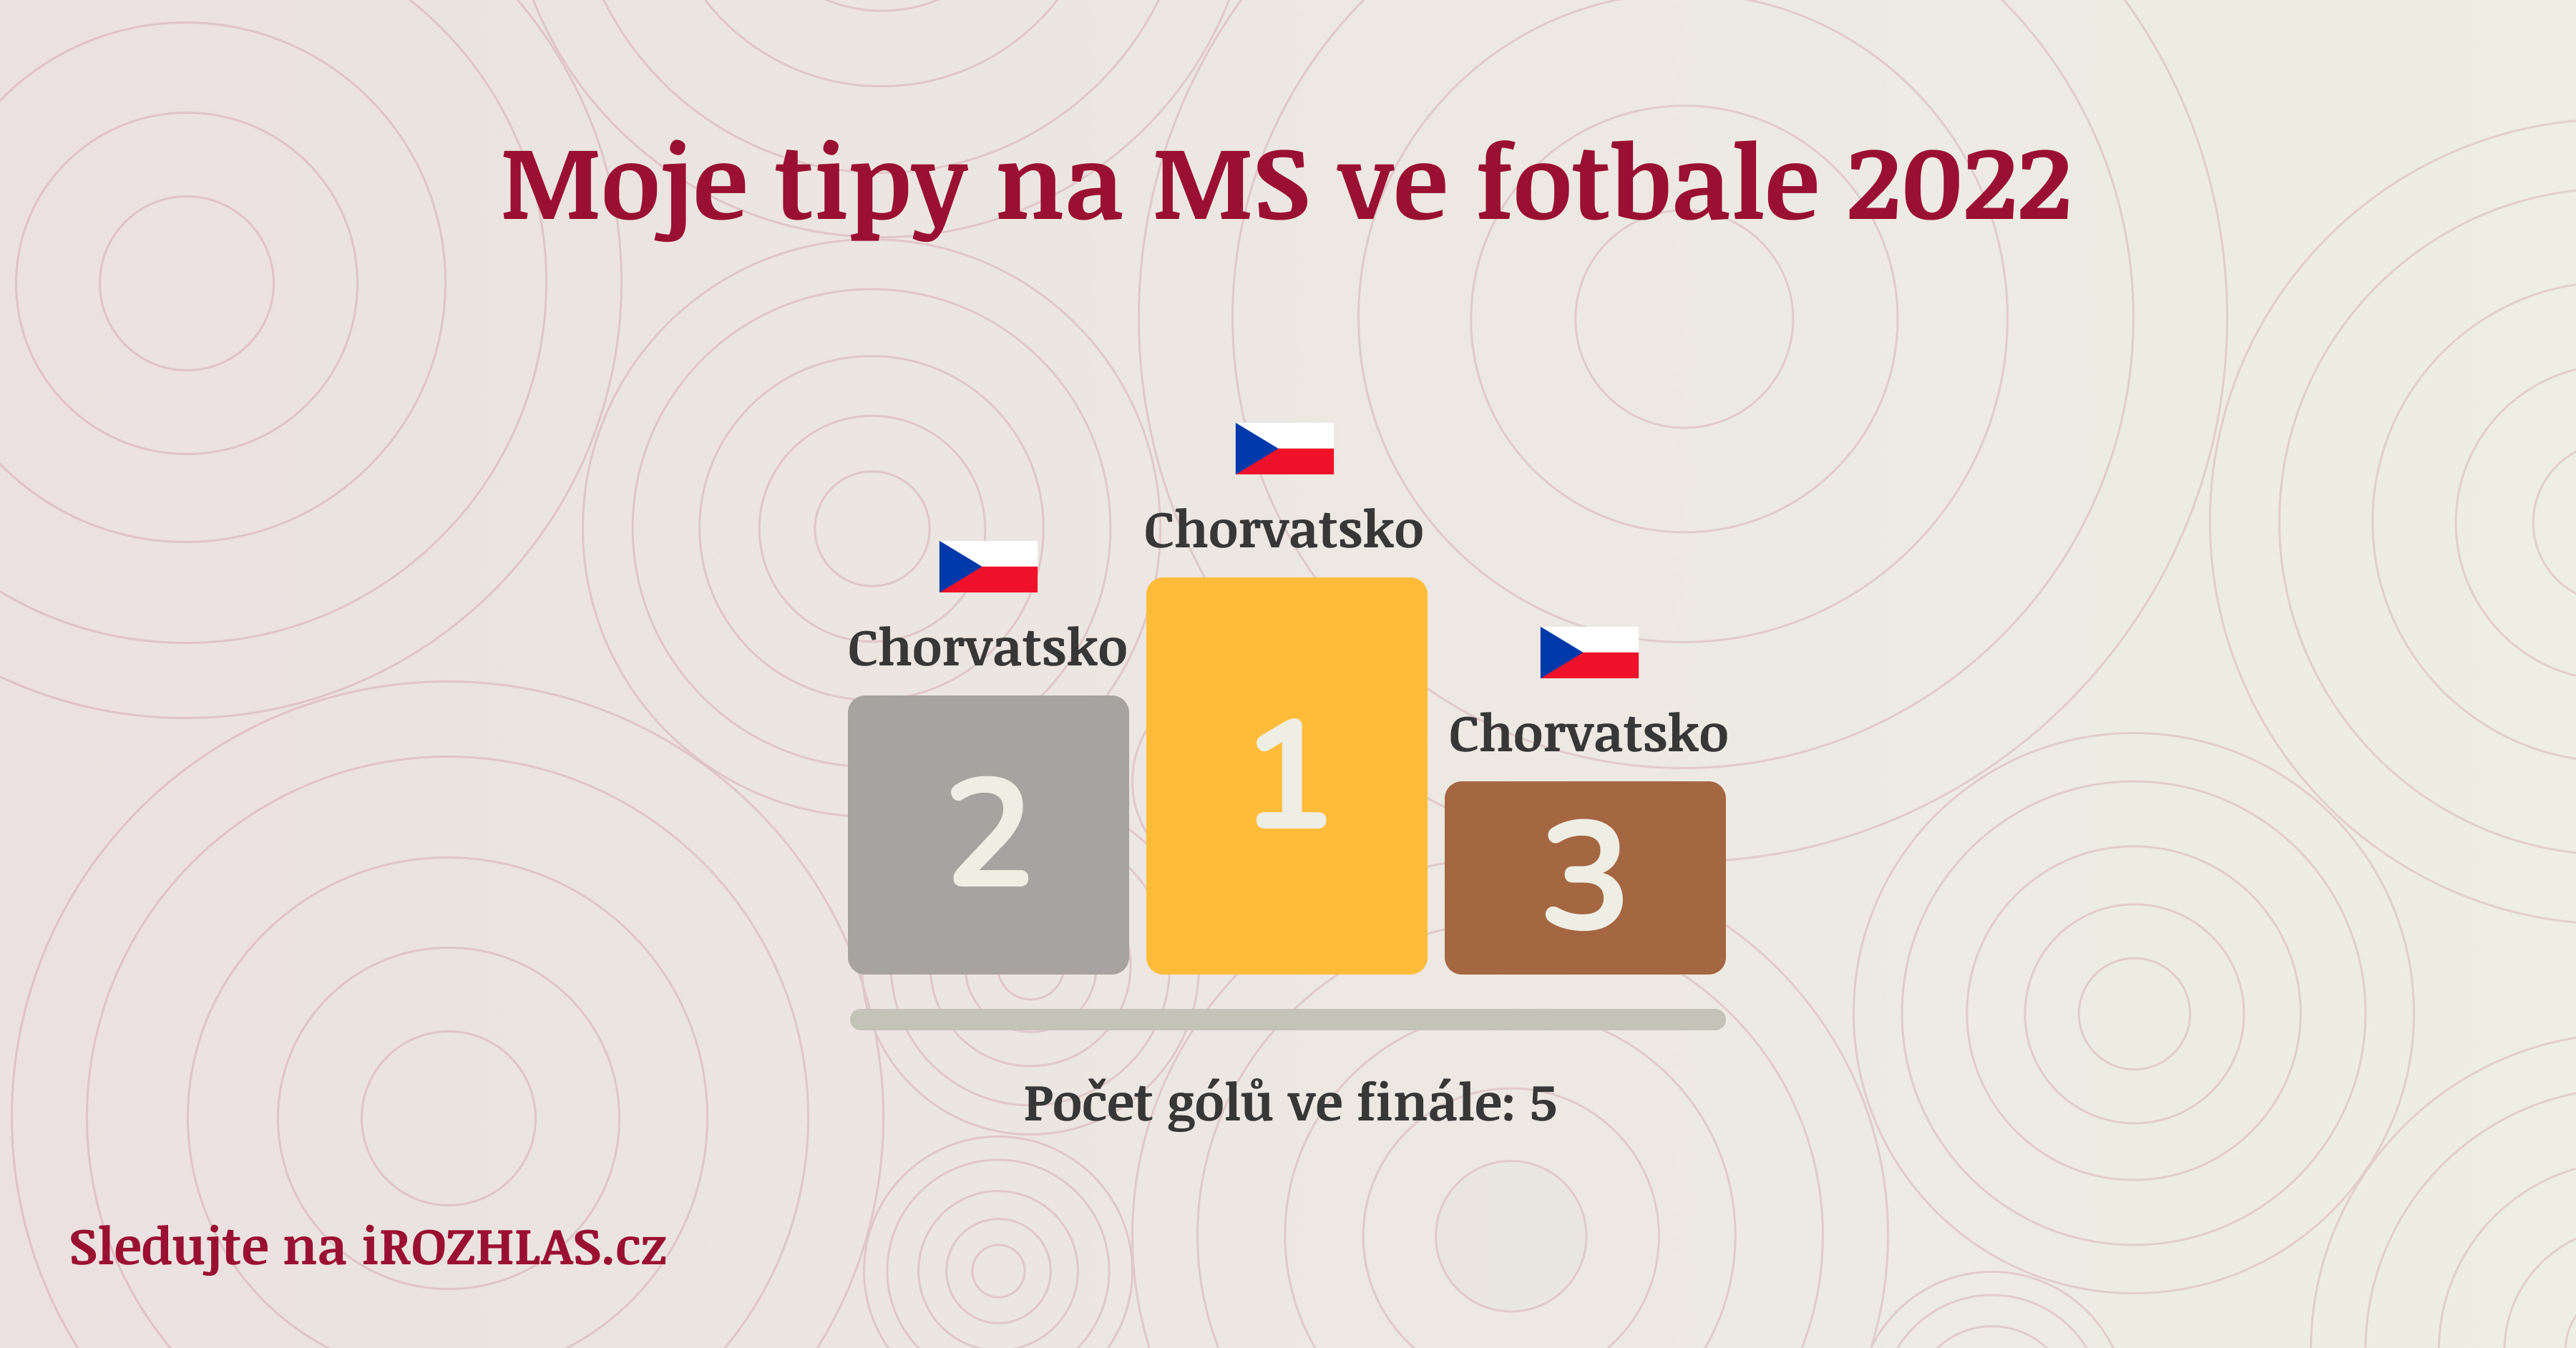 Moje tipy na MS ve fotbale 2022
Chorvatsko
Chorvatsko
Chorvatsko
2
1
3
Počet gólů ve finále: 5
Sledujte na iROZHLAS.cz